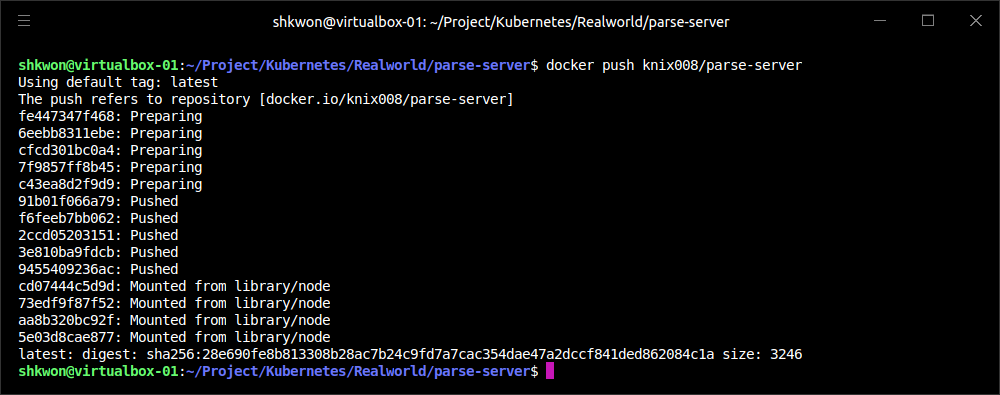 shkwon@virtualbox-01: ~/Project/Kubernetes/Realworld/parse-server
shkwon@virtualbox-01:~/Project/Kubernetes/Realworld/parse-server$ docker push knix008/parse-server
Using default tag: latest
The push refers to repository [docker.io/knix008/parse-server]
fe447347f468: Preparing
6eebb8311ebe: Preparing
cfcd301bc0a4: Preparing
7f9857ff8b45: Preparing
c43ea8d2f9d9: Preparing
91b01f066a79: Pushed
f6feeb7bb062: Pushed
2ccd05203151: Pushed
3e810ba9fdcb: Pushed
9455409236ac: Pushed
cd07444c5d9d: Mounted from library/node
73edf9f87f52: Mounted from library/node
aa8b320bc92f: Mounted from library/node
5e03d8cae877: Mounted from library/node
latest: digest: sha256:28e690fe8b813308b28ac7b24c9fd7a7cac354dae47a2dccf841ded862084c1a size: 3246
shkwon@virtualbox-01:~/Project/Kubernetes/Realworld/parse-server$